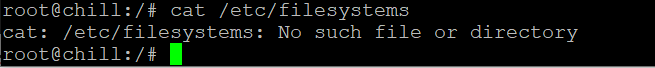 root@chill:/# cat /etc/filesystems
cat: /etc/filesystems: No such file or directory
root@chill:/#